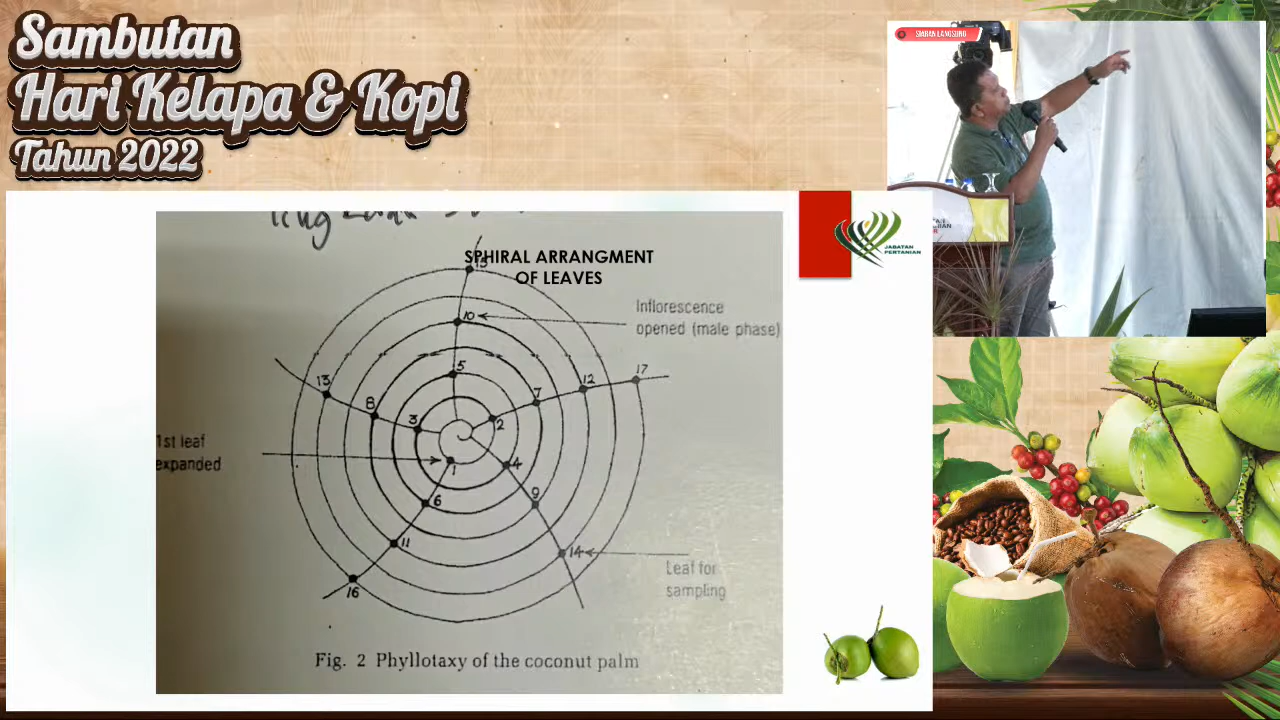 Sambutan
Hari Kelapa & Kopi
Tahun 2022
SIARAN LANGSUNG
JABATAN
PERTANIAN
SPHIRAL ARRANGMENT
OF LEAVES
15
Inflorescence
opened (male phase)
10
5
17
12
13
7
8
3
2
1st leaf
expanded
1
4
6
9
11
14
Leaf for
sampling
16
Fig. 2 Phyllotaxy of the coconut palm